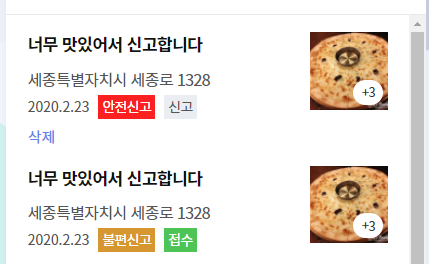 너무 맛있어서 신고합니다
세종특별자치시 세종로 1328
2020.2.23 안전신고 신고
+3
삭제
너무 맛있어서 신고합니다
세종특별자치시 세종로 1328
2020.2.23 불편신고 접수
+3